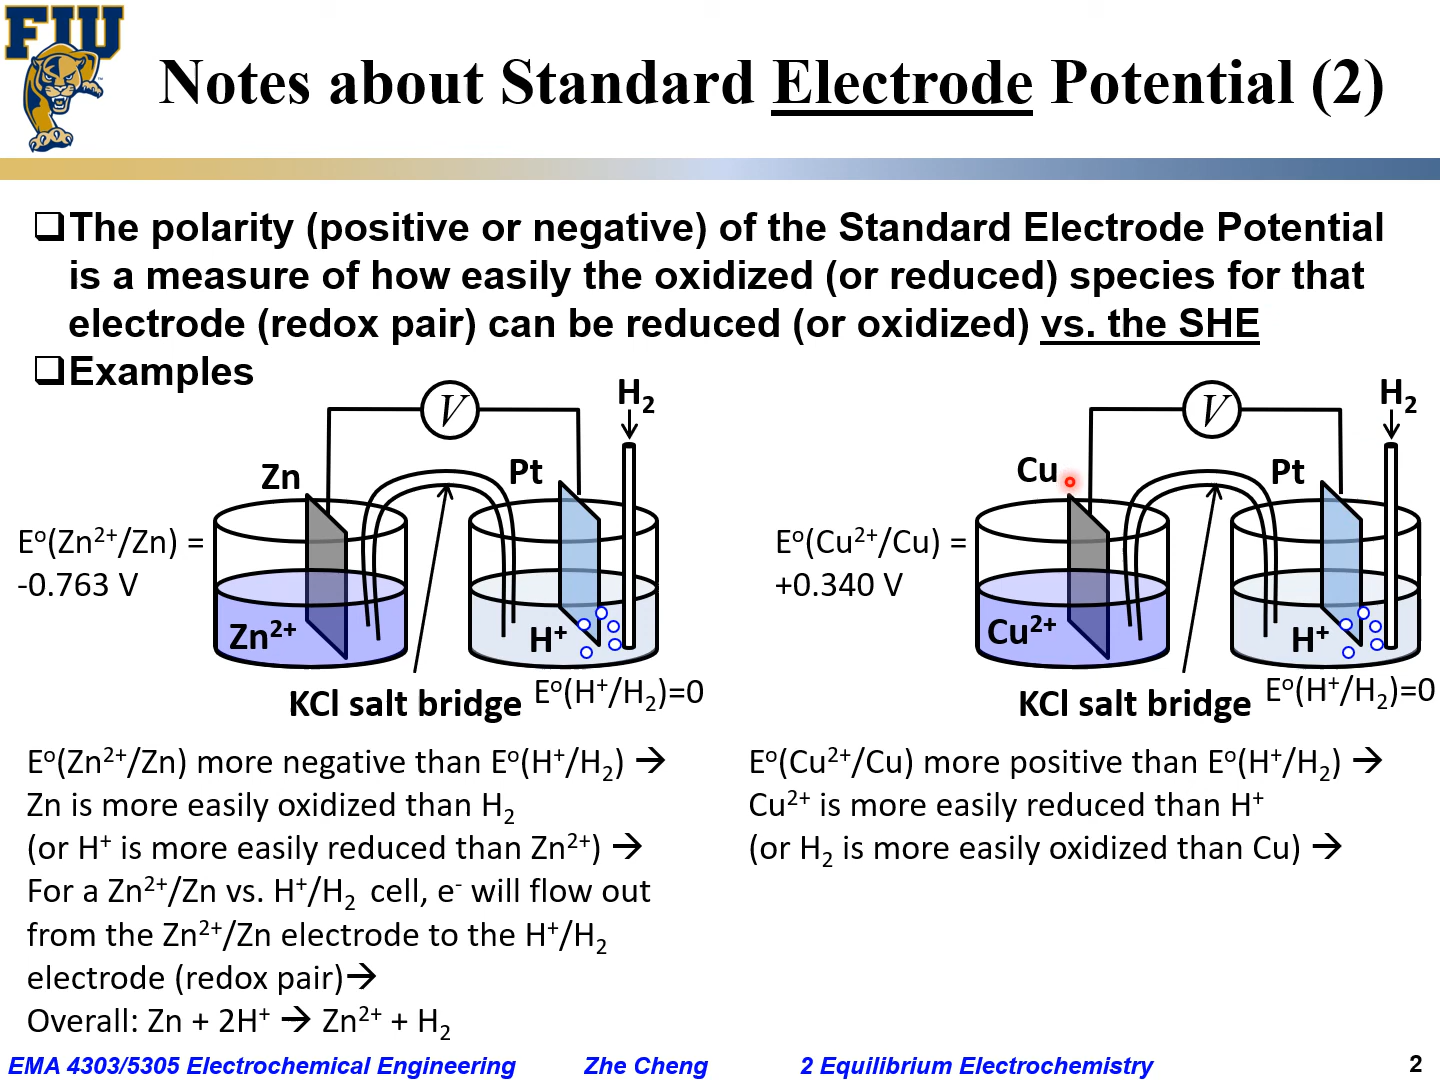 FIU
Notes about Standard Electrode Potential (2)
❑The polarity (positive or negative) of the Standard Electrode Potential
is a measure of how easily the oxidized (or reduced) species for that
electrode (redox pair) can be reduced (or oxidized) vs. the SHE
❑Examples
V
H₂
Zn
Pt
Eᵒ(Zn²⁺/Zn) =
-0.763 V
Zn²⁺
H⁺
KCl salt bridge
Eᵒ(H⁺/H₂)=0
V
H₂
Cu
Pt
Eᵒ(Cu²⁺/Cu) =
+0.340 V
Cu²⁺
H⁺
KCl salt bridge
Eᵒ(H⁺/H₂)=0
Eᵒ(Zn²⁺/Zn) more negative than Eᵒ(H⁺/H₂) →
Zn is more easily oxidized than H₂
(or H⁺ is more easily reduced than Zn²⁺) →
For a Zn²⁺/Zn vs. H⁺/H₂ cell, e⁻ will flow out
from the Zn²⁺/Zn electrode to the H⁺/H₂
electrode (redox pair)→
Overall: Zn + 2H⁺ → Zn²⁺ + H₂
Eᵒ(Cu²⁺/Cu) more positive than Eᵒ(H⁺/H₂) →
Cu²⁺ is more easily reduced than H⁺
(or H₂ is more easily oxidized than Cu) →
EMA 4303/5305 Electrochemical Engineering
Zhe Cheng
2 Equilibrium Electrochemistry
2